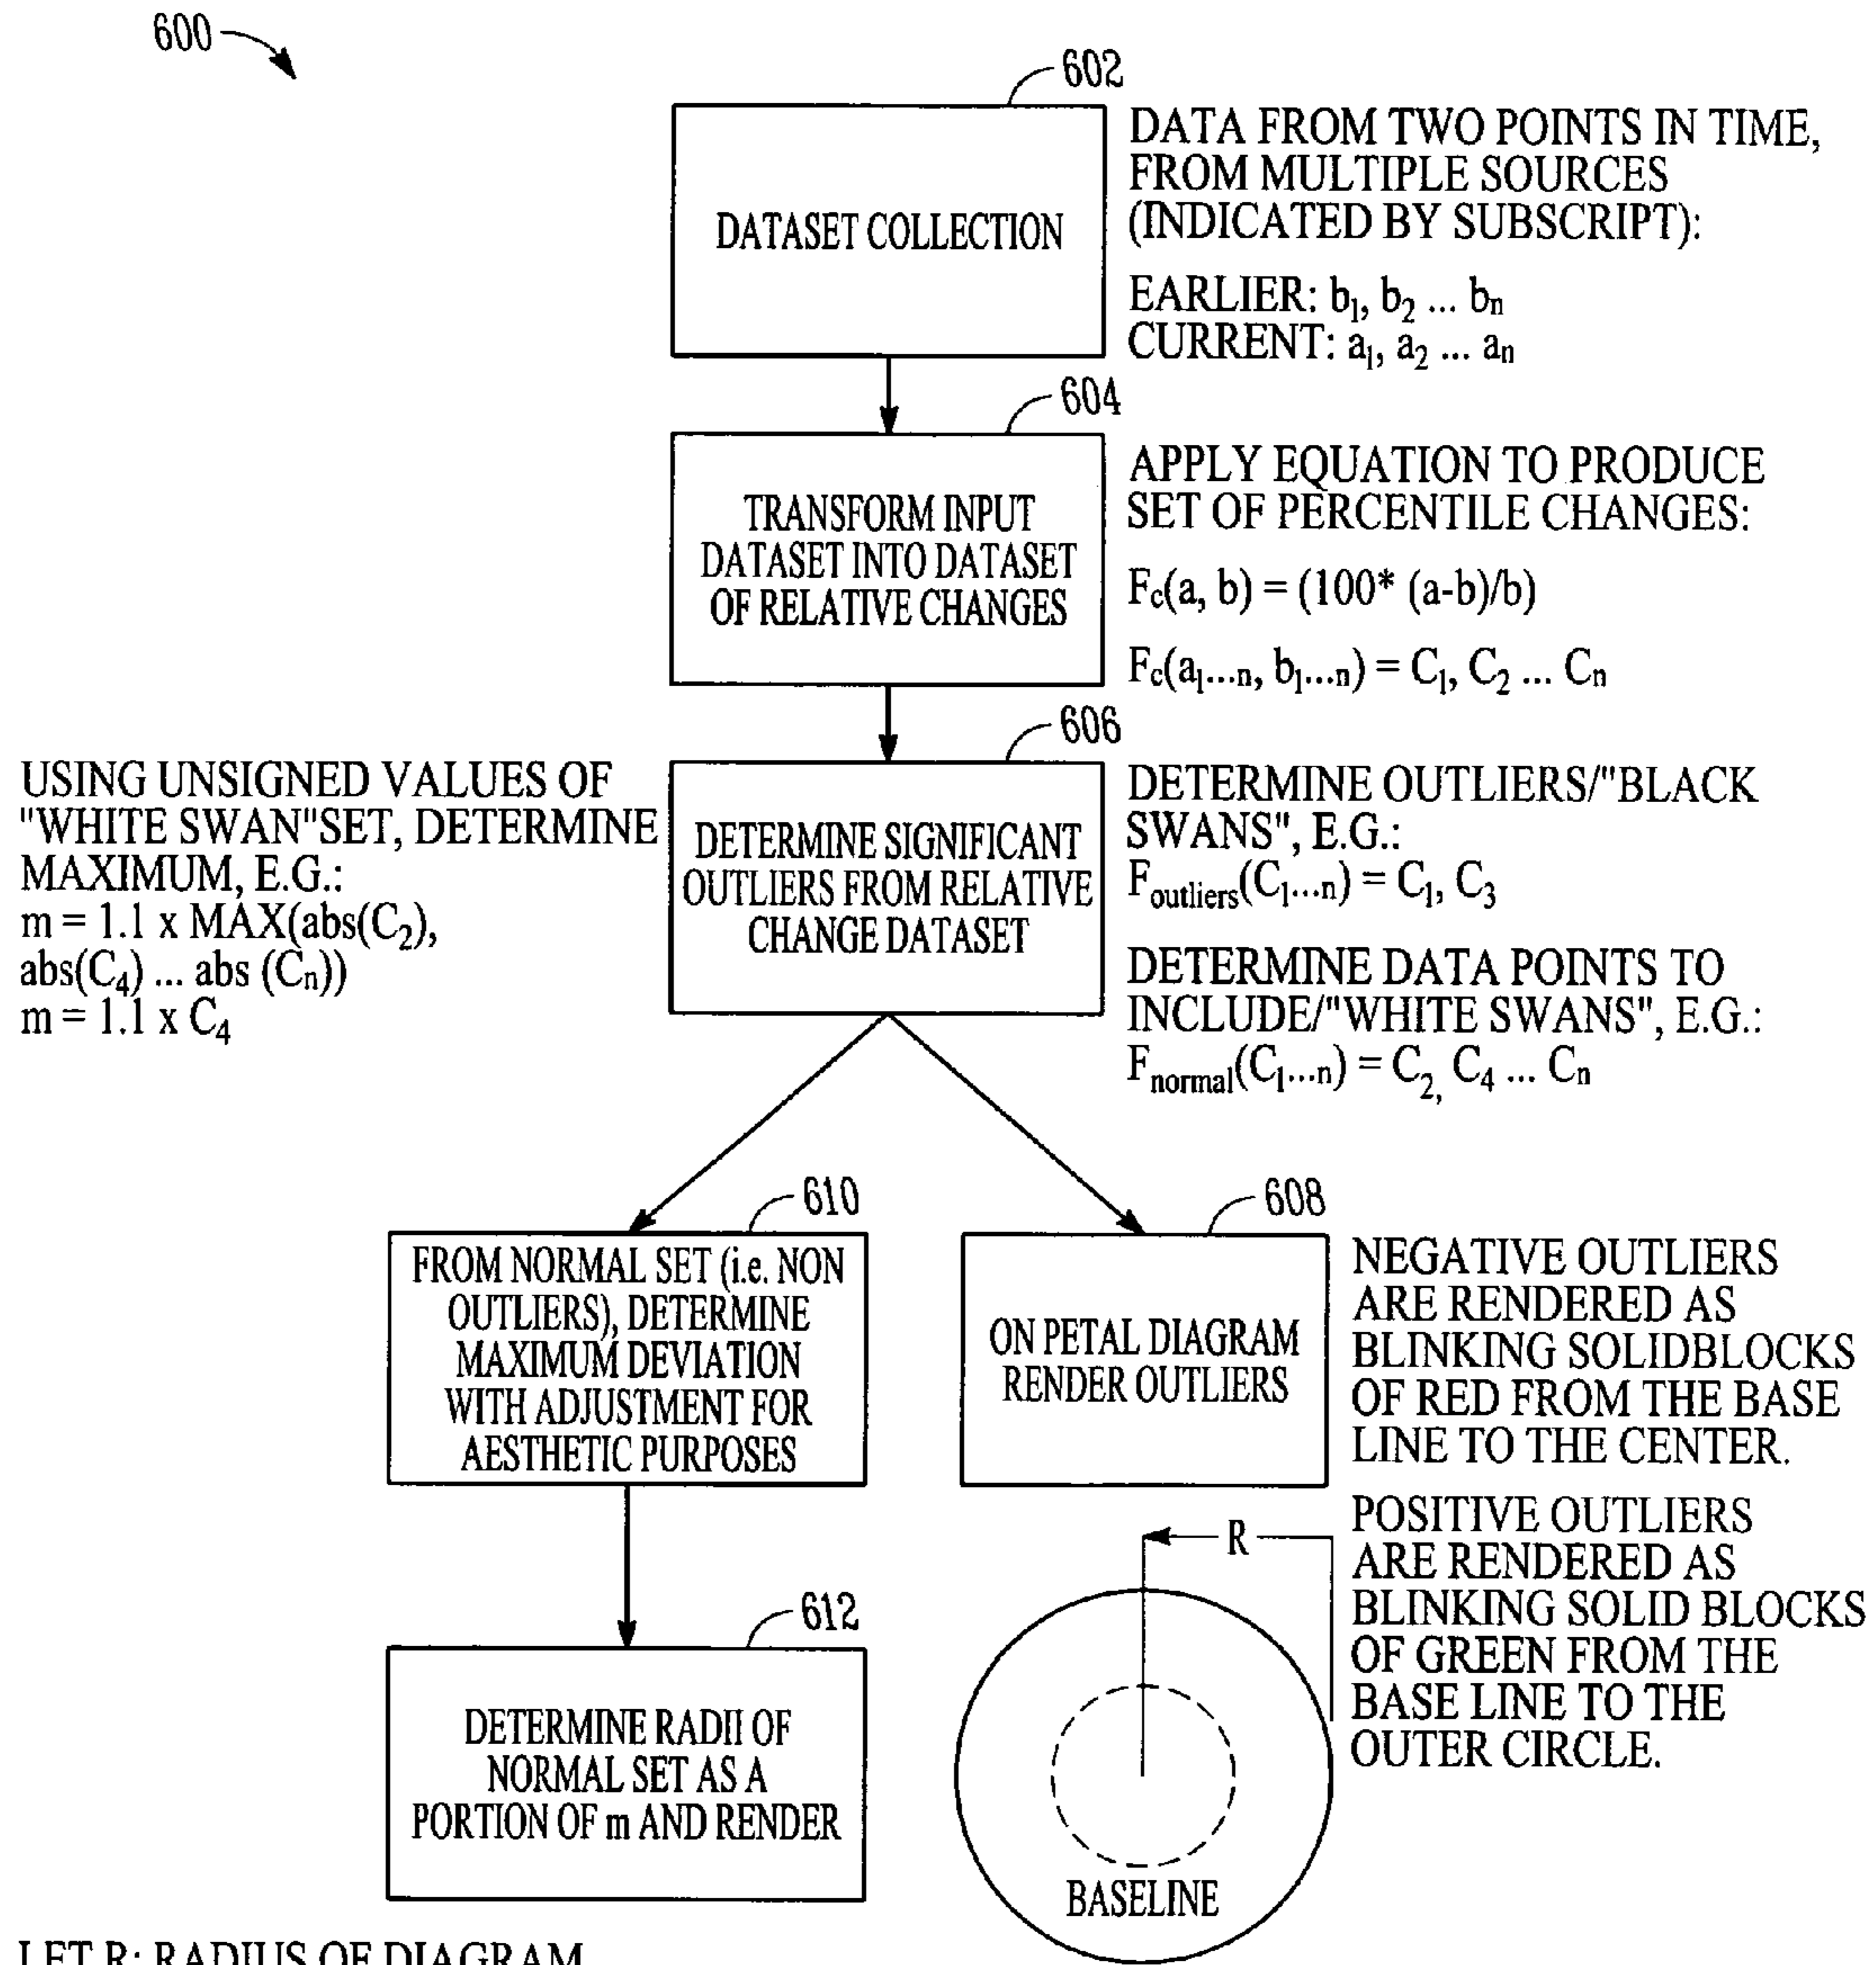 600
602
DATASET COLLECTION
DATA FROM TWO POINTS IN TIME,
FROM MULTIPLE SOURCES
(INDICATED BY SUBSCRIPT):
EARLIER: b₁, b₂ ... bₙ
CURRENT: a₁, a₂ ... aₙ
604
TRANSFORM INPUT
DATASET INTO DATASET
OF RELATIVE CHANGES
APPLY EQUATION TO PRODUCE
SET OF PERCENTILE CHANGES:
F_c(a, b) = (100* (a-b)/b)
F_c(a₁...ₙ, b₁...ₙ) = C₁, C₂ ... Cₙ
606
USING UNSIGNED VALUES OF
"WHITE SWAN"SET, DETERMINE
MAXIMUM, E.G.:
m = 1.1 x MAX(abs(C₂),
abs(C₄) ... abs (Cₙ))
m = 1.1 x C₄
DETERMINE SIGNIFICANT
OUTLIERS FROM RELATIVE
CHANGE DATASET
DETERMINE OUTLIERS/"BLACK
SWANS", E.G.:
F_outliers(C₁...ₙ) = C₁, C₃
DETERMINE DATA POINTS TO
INCLUDE/"WHITE SWANS", E.G.:
F_normal(C₁...ₙ) = C₂, C₄ ... Cₙ
610
FROM NORMAL SET (i.e. NON
OUTLIERS), DETERMINE
MAXIMUM DEVIATION
WITH ADJUSTMENT FOR
AESTHETIC PURPOSES
608
ON PETAL DIAGRAM
RENDER OUTLIERS
NEGATIVE OUTLIERS
ARE RENDERED AS
BLINKING SOLIDBLOCKS
OF RED FROM THE BASE
LINE TO THE CENTER.
POSITIVE OUTLIERS
ARE RENDERED AS
BLINKING SOLID BLOCKS
OF GREEN FROM THE
BASE LINE TO THE
OUTER CIRCLE.
R
BASELINE
612
DETERMINE RADII OF
NORMAL SET AS A
PORTION OF m AND RENDER
LET R: RADIUS OF DIAGRAM